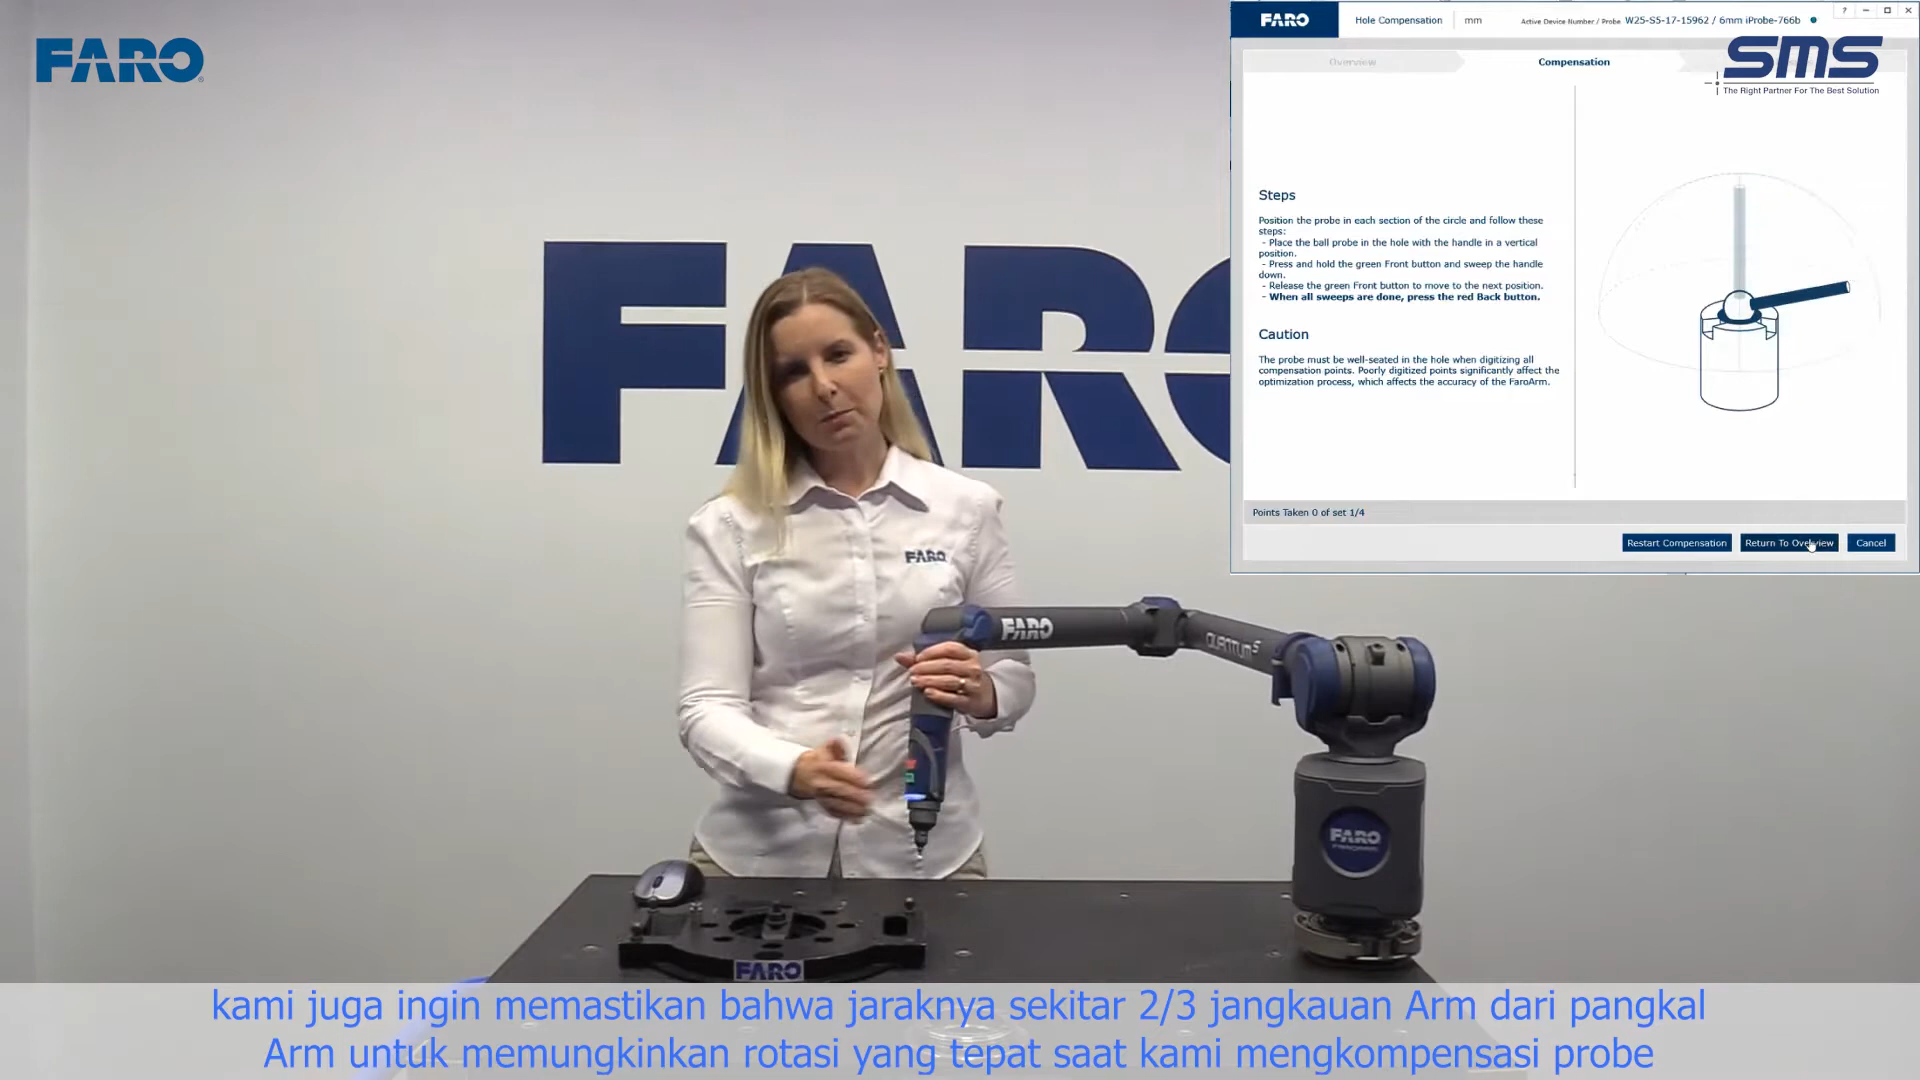 FARO
FARO
Hole Compensation
mm
Active Device Number / Probe W25-S5-17-15962 / 6mm iProbe-766b
Overview
Compensation
SMS
The Right Partner For The Best Solution
Steps
Position the probe in each section of the circle and follow these
steps:
- Place the ball probe in the hole with the handle in a vertical
position.
- Press and hold the green Front button and sweep the handle
down.
- Release the green Front button to move to the next position.
- When all sweeps are done, press the red Back button.
Caution
The probe must be well-seated in the hole when digitizing all
compensation points. Poorly digitized points significantly affect the
optimization process, which affects the accuracy of the FaroArm.
Points Taken 0 of set 1/4
Restart Compensation
Return To Overview
Cancel
FARO
FARO
FARO
QUANTUM S
FARO
FARO
kami juga ingin memastikan bahwa jaraknya sekitar 2/3 jangkauan Arm dari pangkal
Arm untuk memungkinkan rotasi yang tepat saat kami mengkompensasi probe